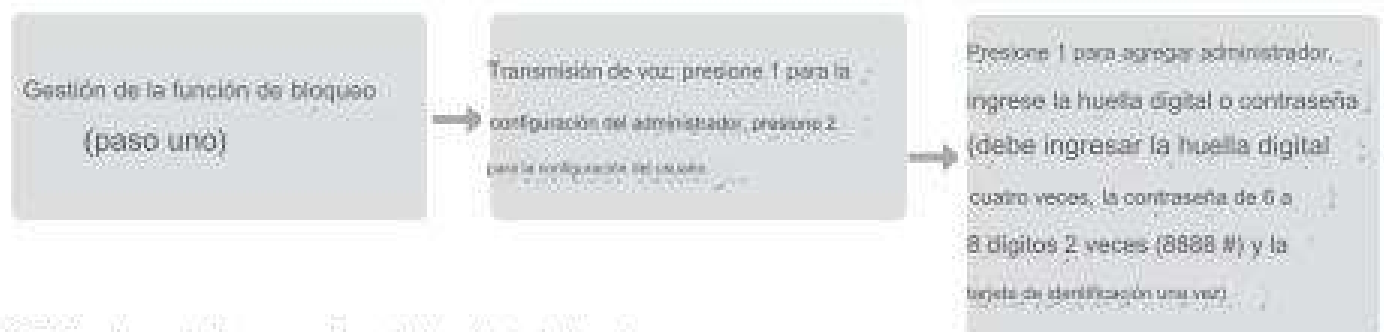 Gestión de la función de bloqueo
(paso uno)
Transmisión de voz: presione 1 para la
configuración del administrador, presione 2
para la configuración del usuario.
Presione 1 para agregar administrador,
ingrese la huella digital o contraseña
(debe ingresar la huella digital
cuatro veces, la contraseña de 6 a
8 dígitos 2 veces (8888 #) y la
tarjeta de identificación una vez)